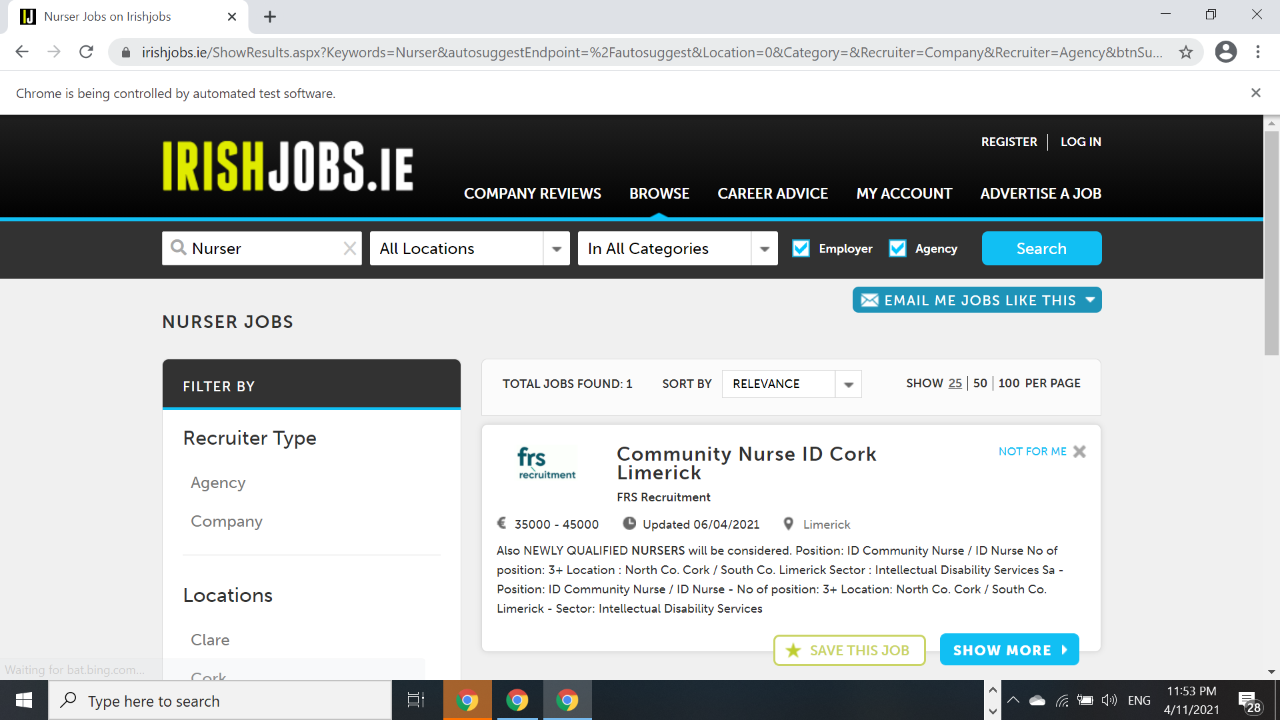 Nurser Jobs on Irishjobs
irishjobs.ie/ShowResults.aspx?Keywords=Nurser&autosuggestEndpoint=%2Fautosuggest&Location=0&Category=&Recruiter=Company&Recruiter=Agency&btnSu...
Chrome is being controlled by automated test software.
REGISTER LOG IN
IRISHJOBS.IE
COMPANY REVIEWS BROWSE CAREER ADVICE MY ACCOUNT ADVERTISE A JOB
Nurser All Locations In All Categories Employer Agency Search
EMAIL ME JOBS LIKE THIS
NURSER JOBS
FILTER BY
Recruiter Type
Agency
Company
Locations
Clare
Cork
TOTAL JOBS FOUND: 1 SORT BY RELEVANCE SHOW 25 50 100 PER PAGE
frs
recruitment
Community Nurse ID Cork
Limerick
NOT FOR ME
FRS Recruitment
€ 35000 - 45000 Updated 06/04/2021 Limerick
Also NEWLY QUALIFIED NURSERS will be considered. Position: ID Community Nurse / ID Nurse No of
position: 3+ Location : North Co. Cork / South Co. Limerick Sector : Intellectual Disability Services Sa -
Position: ID Community Nurse / ID Nurse - No of position: 3+ Location: North Co. Cork / South Co.
Limerick - Sector: Intellectual Disability Services
SAVE THIS JOB SHOW MORE
Waiting for bat.bing.com...
Type here to search
ENG
11:53 PM
4/11/2021
28